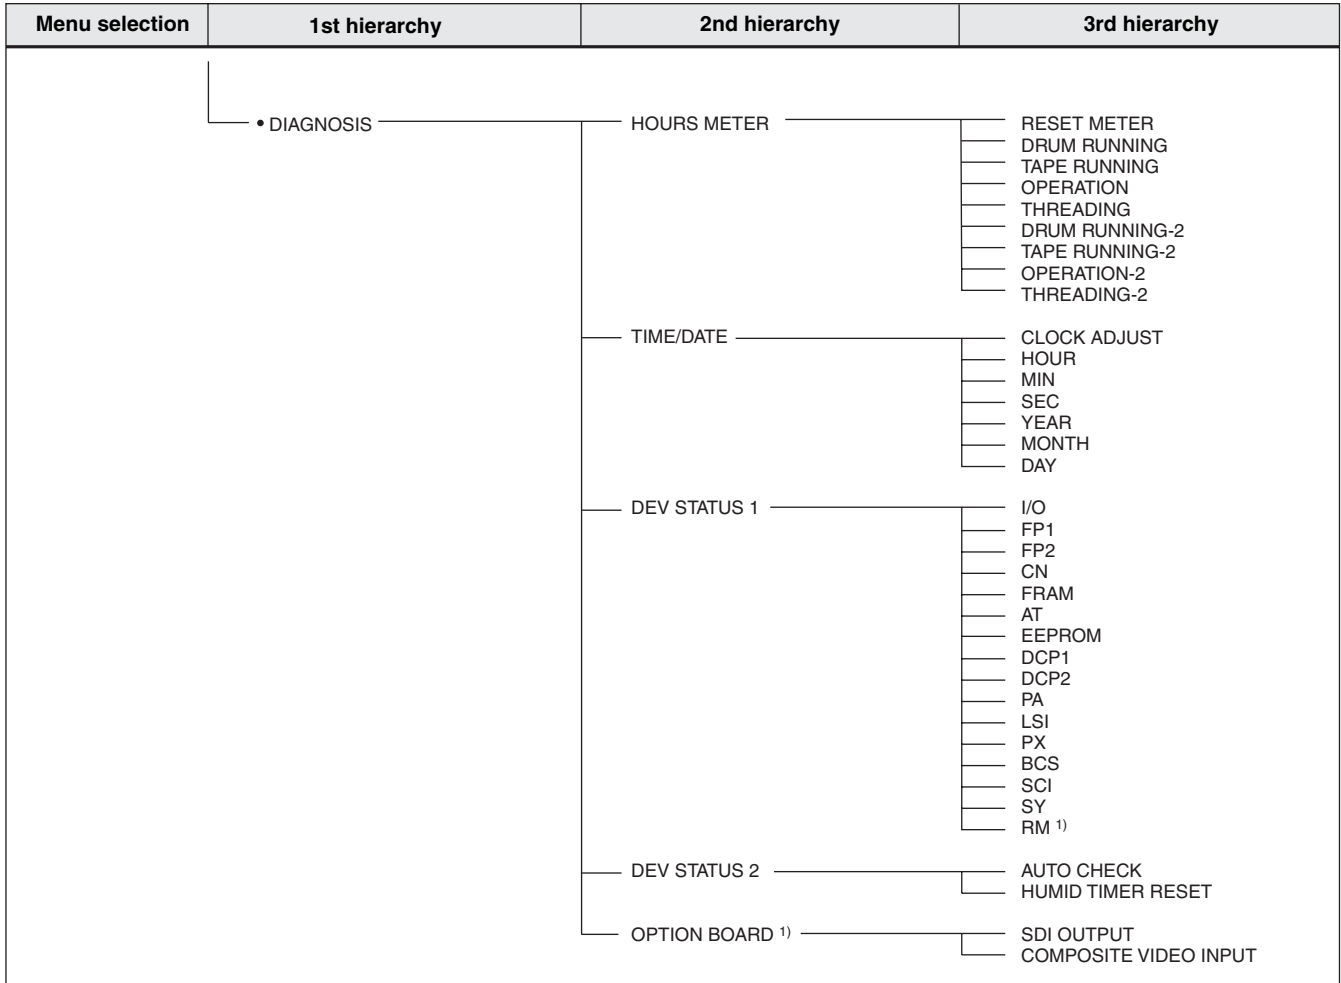 Menu selection 1st hierarchy 2nd hierarchy 3rd hierarchy
• DIAGNOSIS HOURS METER RESET METER
DRUM RUNNING
TAPE RUNNING
OPERATION
THREADING
DRUM RUNNING-2
TAPE RUNNING-2
OPERATION-2
THREADING-2
TIME/DATE CLOCK ADJUST
HOUR
MIN
SEC
YEAR
MONTH
DAY
DEV STATUS 1 I/O
FP1
FP2
CN
FRAM
AT
EEPROM
DCP1
DCP2
PA
LSI
PX
BCS
SCI
SY
RM 1)
DEV STATUS 2 AUTO CHECK
HUMID TIMER RESET
OPTION BOARD 1) SDI OUTPUT
COMPOSITE VIDEO INPUT